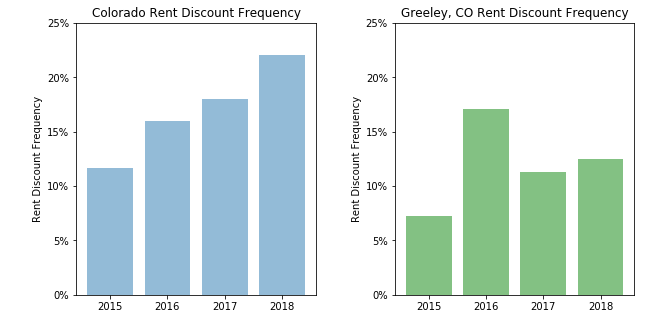 Colorado Rent Discount Frequency
Rent Discount Frequency
25%
20%
15%
10%
5%
0%
2015 2016 2017 2018
Greeley, CO Rent Discount Frequency
Rent Discount Frequency
25%
20%
15%
10%
5%
0%
2015 2016 2017 2018